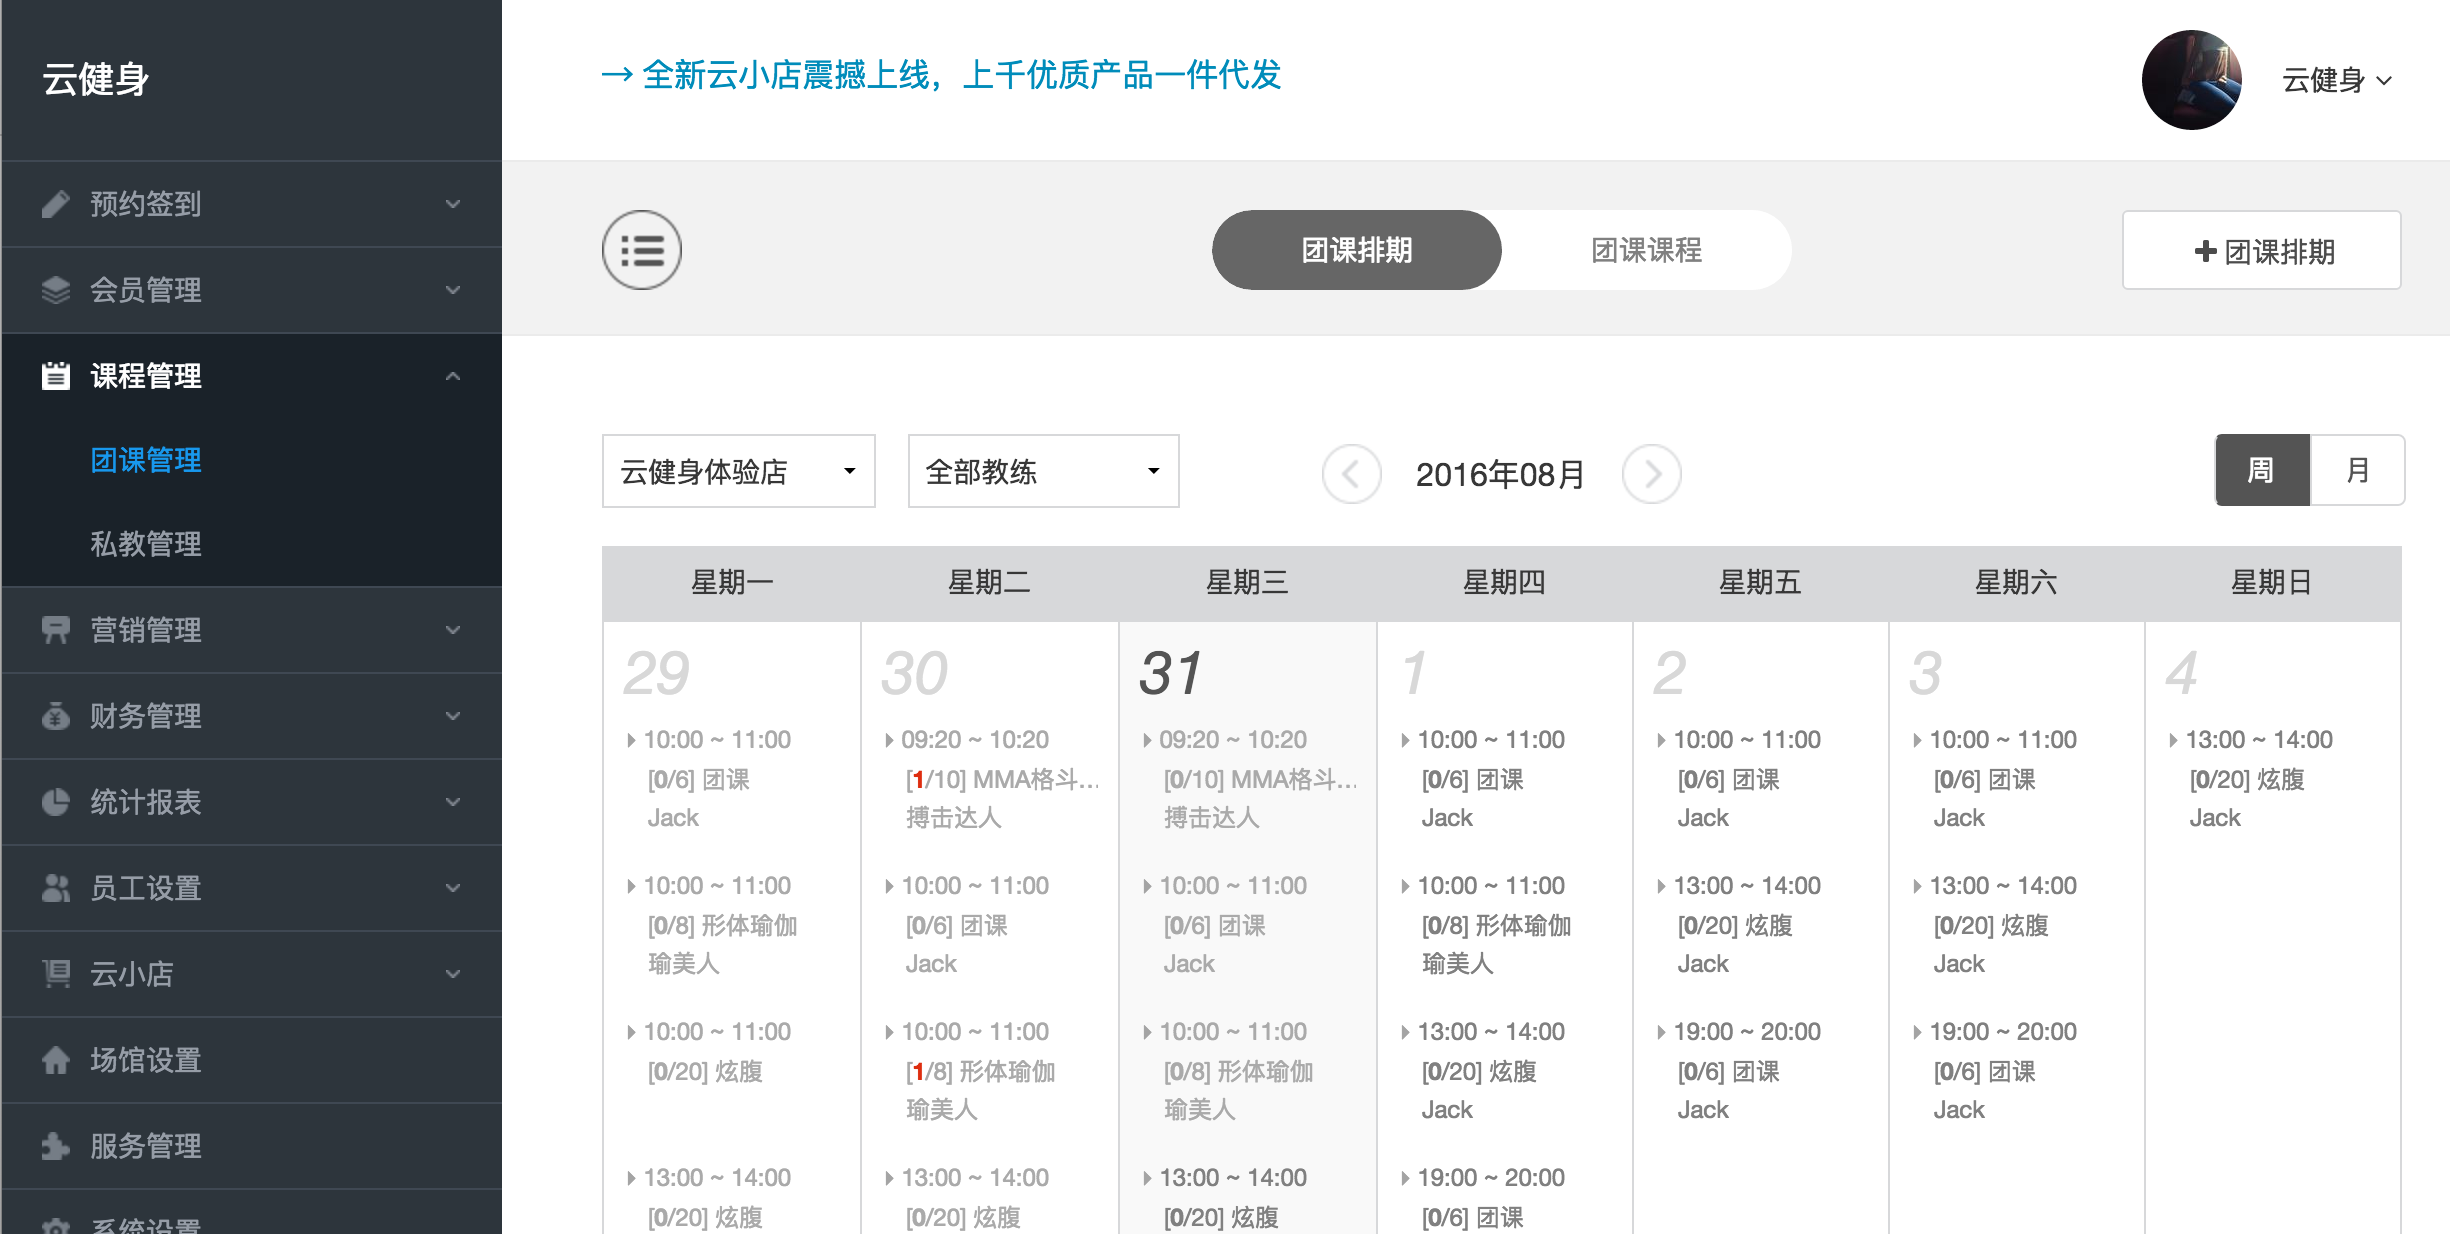 云健身
→ 全新云小店震撼上线，上千优质产品一件代发
云健身
预约签到
会员管理
课程管理
团课管理
私教管理
营销管理
财务管理
统计报表
员工设置
云小店
场馆设置
服务管理
系统设置
团课排期
团课课程
+团课排期
云健身体验店
全部教练
2016年08月
周
月
星期一
星期二
星期三
星期四
星期五
星期六
星期日
29
10:00 ~ 11:00
[0/6] 团课
Jack
10:00 ~ 11:00
[0/8] 形体瑜伽
瑜美人
10:00 ~ 11:00
[0/20] 炫腹
13:00 ~ 14:00
[0/20] 炫腹
30
09:20 ~ 10:20
[1/10] MMA格斗...
搏击达人
10:00 ~ 11:00
[0/6] 团课
Jack
10:00 ~ 11:00
[1/8] 形体瑜伽
瑜美人
13:00 ~ 14:00
[0/20] 炫腹
31
09:20 ~ 10:20
[0/10] MMA格斗...
搏击达人
10:00 ~ 11:00
[0/6] 团课
Jack
10:00 ~ 11:00
[0/8] 形体瑜伽
瑜美人
13:00 ~ 14:00
[0/20] 炫腹
1
10:00 ~ 11:00
[0/6] 团课
Jack
10:00 ~ 11:00
[0/8] 形体瑜伽
瑜美人
13:00 ~ 14:00
[0/20] 炫腹
Jack
19:00 ~ 20:00
[0/6] 团课
2
10:00 ~ 11:00
[0/6] 团课
Jack
13:00 ~ 14:00
[0/20] 炫腹
Jack
19:00 ~ 20:00
[0/6] 团课
Jack
3
10:00 ~ 11:00
[0/6] 团课
Jack
13:00 ~ 14:00
[0/20] 炫腹
Jack
19:00 ~ 20:00
[0/6] 团课
Jack
4
13:00 ~ 14:00
[0/20] 炫腹
Jack